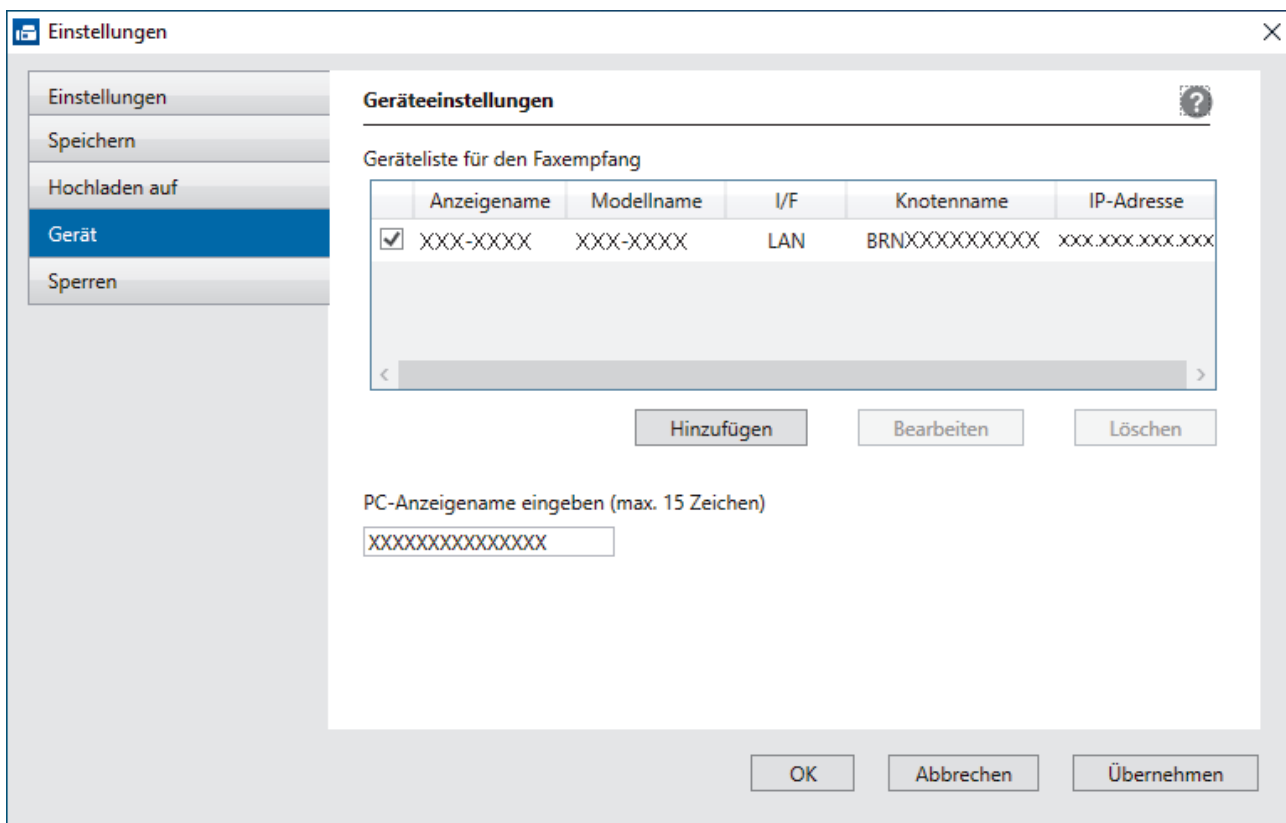 Einstellungen
Einstellungen
Speichern
Hochladen auf
Gerät
Sperren
Geräteeinstellungen
?
Geräteliste für den Faxempfang
Anzeigename Modellname I/F Knotenname IP-Adresse
XXX-XXXX XXX-XXXX LAN BRNXXXXXXXXX XXX.XXX.XXX.XXX
Hinzufügen Bearbeiten Löschen
PC-Anzeigename eingeben (max. 15 Zeichen)
XXXXXXXXXXXXXXX
OK Abbrechen Übernehmen